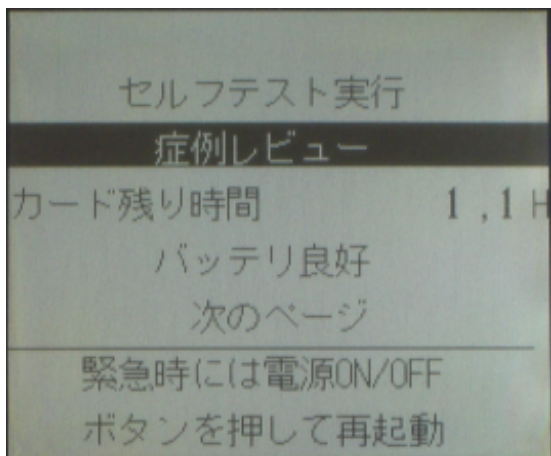 セルフテスト実行
症例レビュー
カード残り時間 1,1H
バッテリ良好
次のページ
緊急時には電源ON/OFF
ボタンを押して再起動